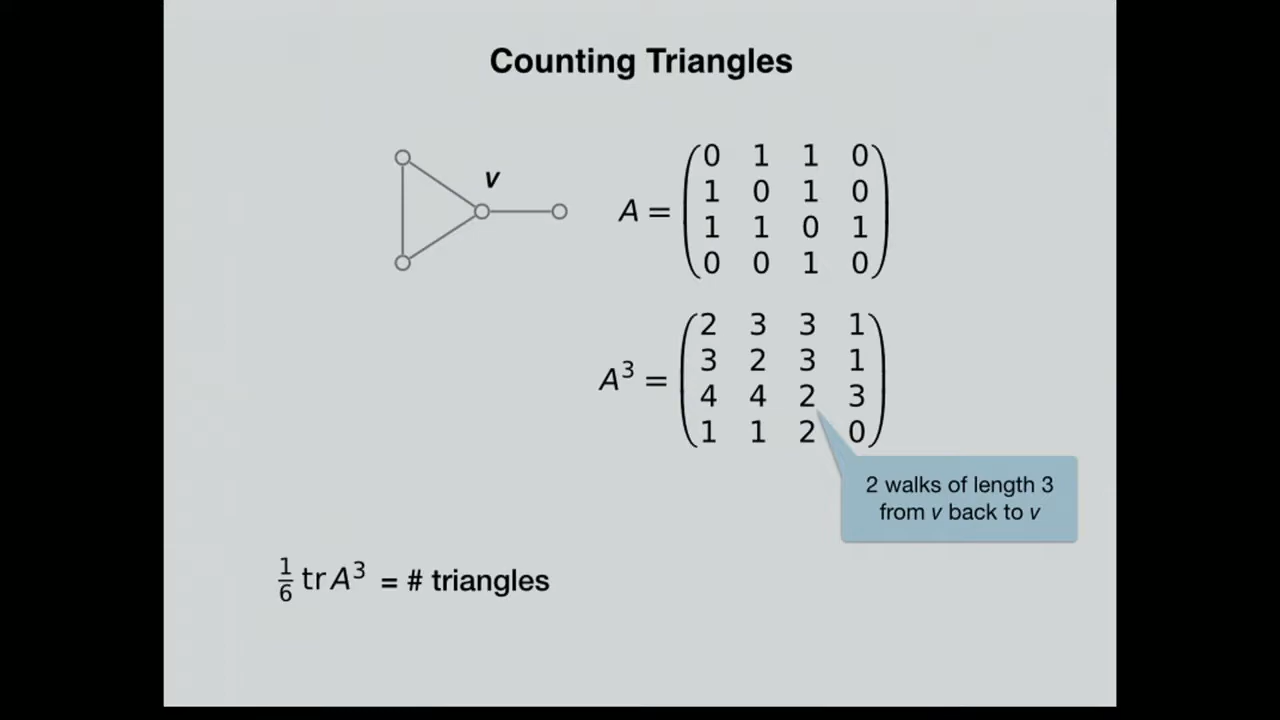 Counting Triangles
v
A = (0 1 1 0
1 0 1 0
1 1 0 1
0 0 1 0)
A³ = (2 3 3 1
3 2 3 1
4 4 2 3
1 1 2 0)
2 walks of length 3
from v back to v
1/6 tr A³ = # triangles